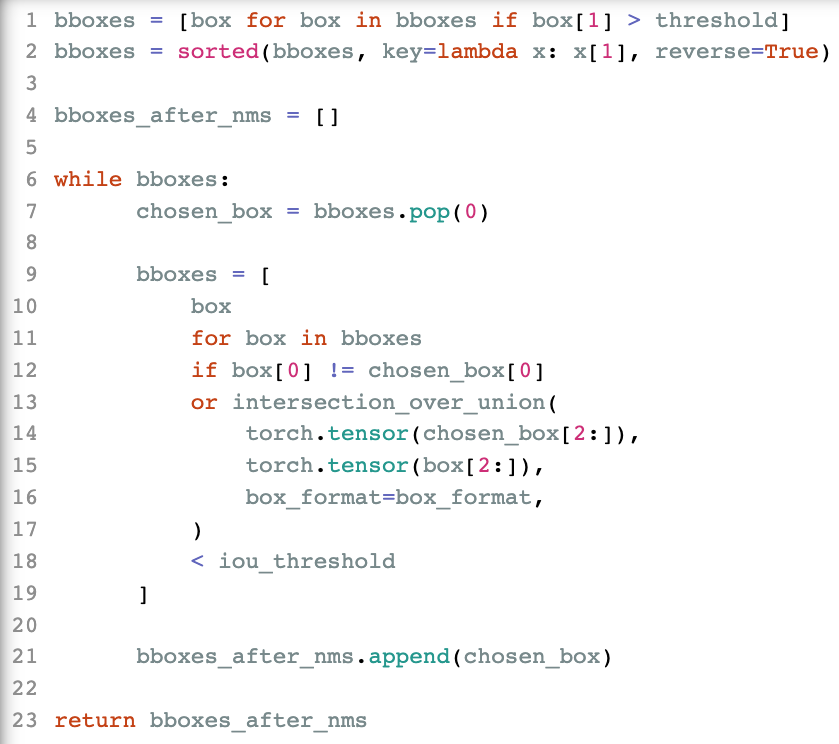 1 bboxes = [box for box in bboxes if box[1] > threshold]
2 bboxes = sorted(bboxes, key=lambda x: x[1], reverse=True)
3
4 bboxes_after_nms = []
5
6 while bboxes:
7       chosen_box = bboxes.pop(0)
8
9       bboxes = [
10           box
11           for box in bboxes
12           if box[0] != chosen_box[0]
13           or intersection_over_union(
14               torch.tensor(chosen_box[2:]),
15               torch.tensor(box[2:]),
16               box_format=box_format,
17           )
18           < iou_threshold
19       ]
20
21       bboxes_after_nms.append(chosen_box)
22
23 return bboxes_after_nms